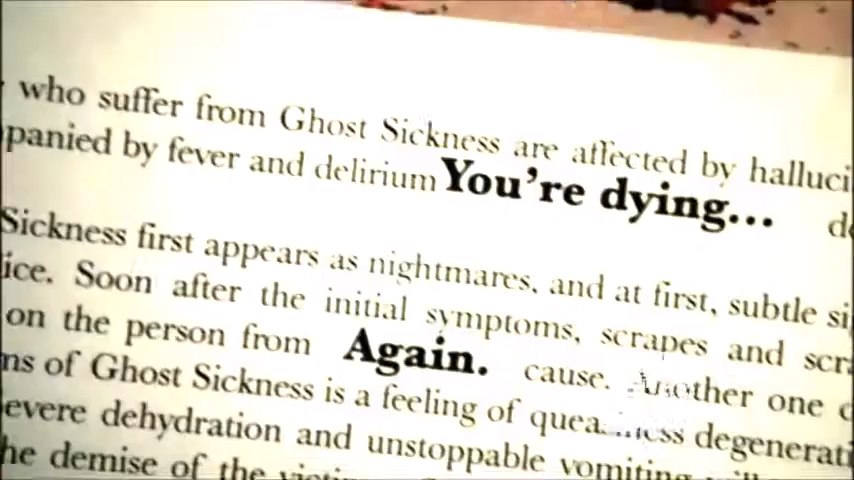 who suffer from Ghost Sickness are affected by halluci
panied by fever and delirium You're dying...
Sickness first appears as nightmares, and at first, subtle si
ice. Soon after the initial symptoms, scrapes and scra
on the person from Again. cause. Another one
ns of Ghost Sickness is a feeling of degenerati
severe dehydration and unstoppable vomiting
he demise of the